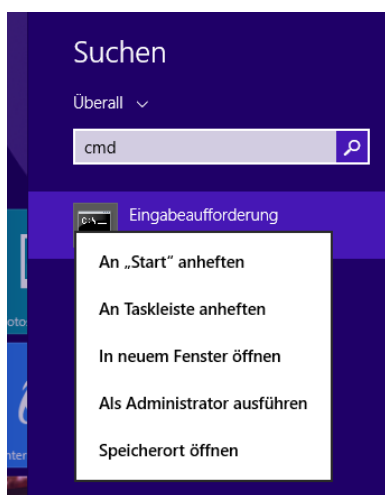 Suchen
Überall
cmd
Eingabeaufforderung
An „Start" anheften
An Taskleiste anheften
In neuem Fenster öffnen
Als Administrator ausführen
Speicherort öffnen